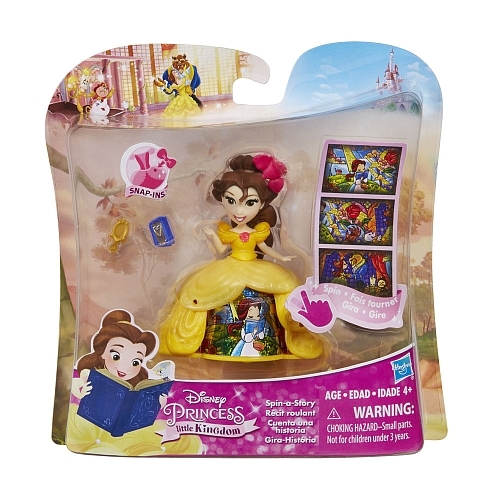 SNAP-INS™
Spin • Fais tourner
Gira • Gire
Disney
PRINCESS
little Kingdom
Spin-a-Story
Récit roulant
Cuenta una
historia
Gira-História
AGE • EDAD • IDADE 4+
Hasbro
WARNING:
CHOKING HAZARD–Small parts.
Not for children under 3 years.